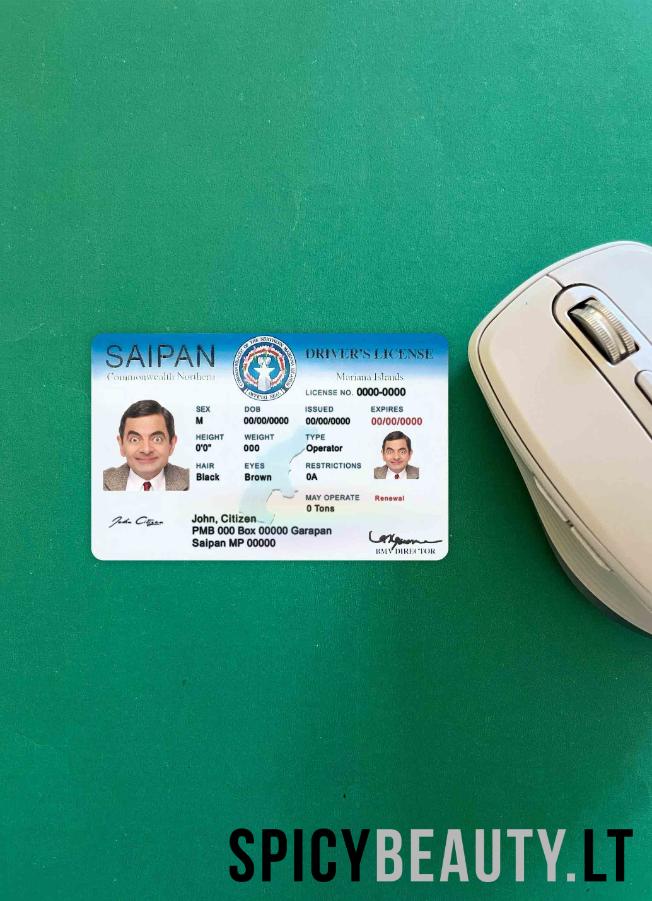 SAIPAN
DRIVER'S LICENSE
Commonwealth Northern
Mariana Islands
LICENSE NO. 0000-0000
SEX DOB ISSUED EXPIRES
M 00/00/0000 00/00/0000 00/00/0000
HEIGHT WEIGHT TYPE
0'0" 000 Operator
HAIR EYES RESTRICTIONS
Black Brown 0A
MAY OPERATE Renewal
0 Tons
John, Citizen
John Citizen
PMB 000 Box 00000 Garapan
Saipan MP 00000
BMV DIRECTOR
SPICYBEAUTY.LT